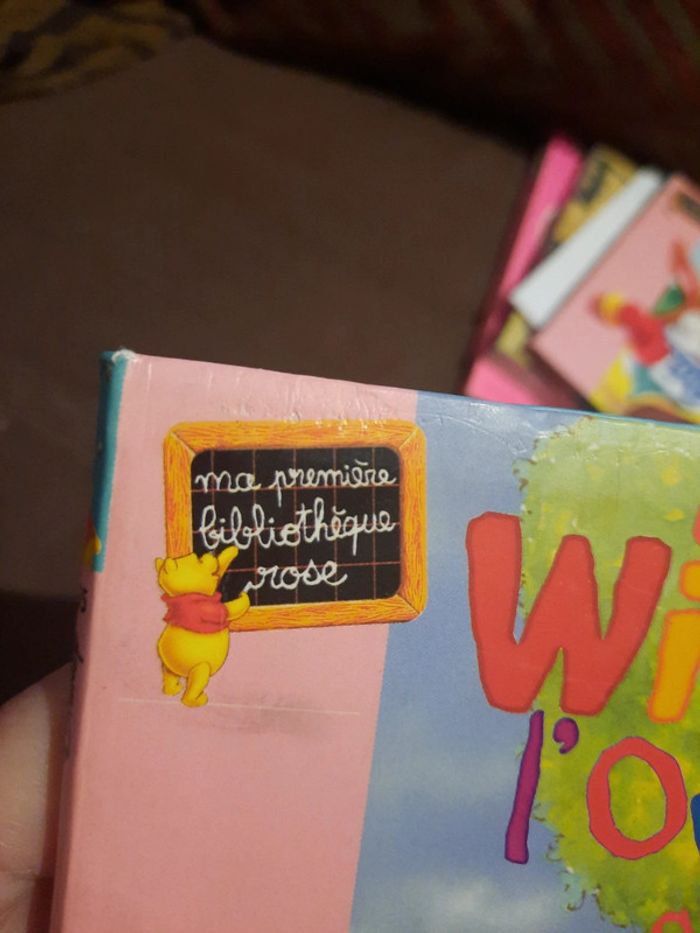 ma première
bibliothèque
rose
Wi
l'O